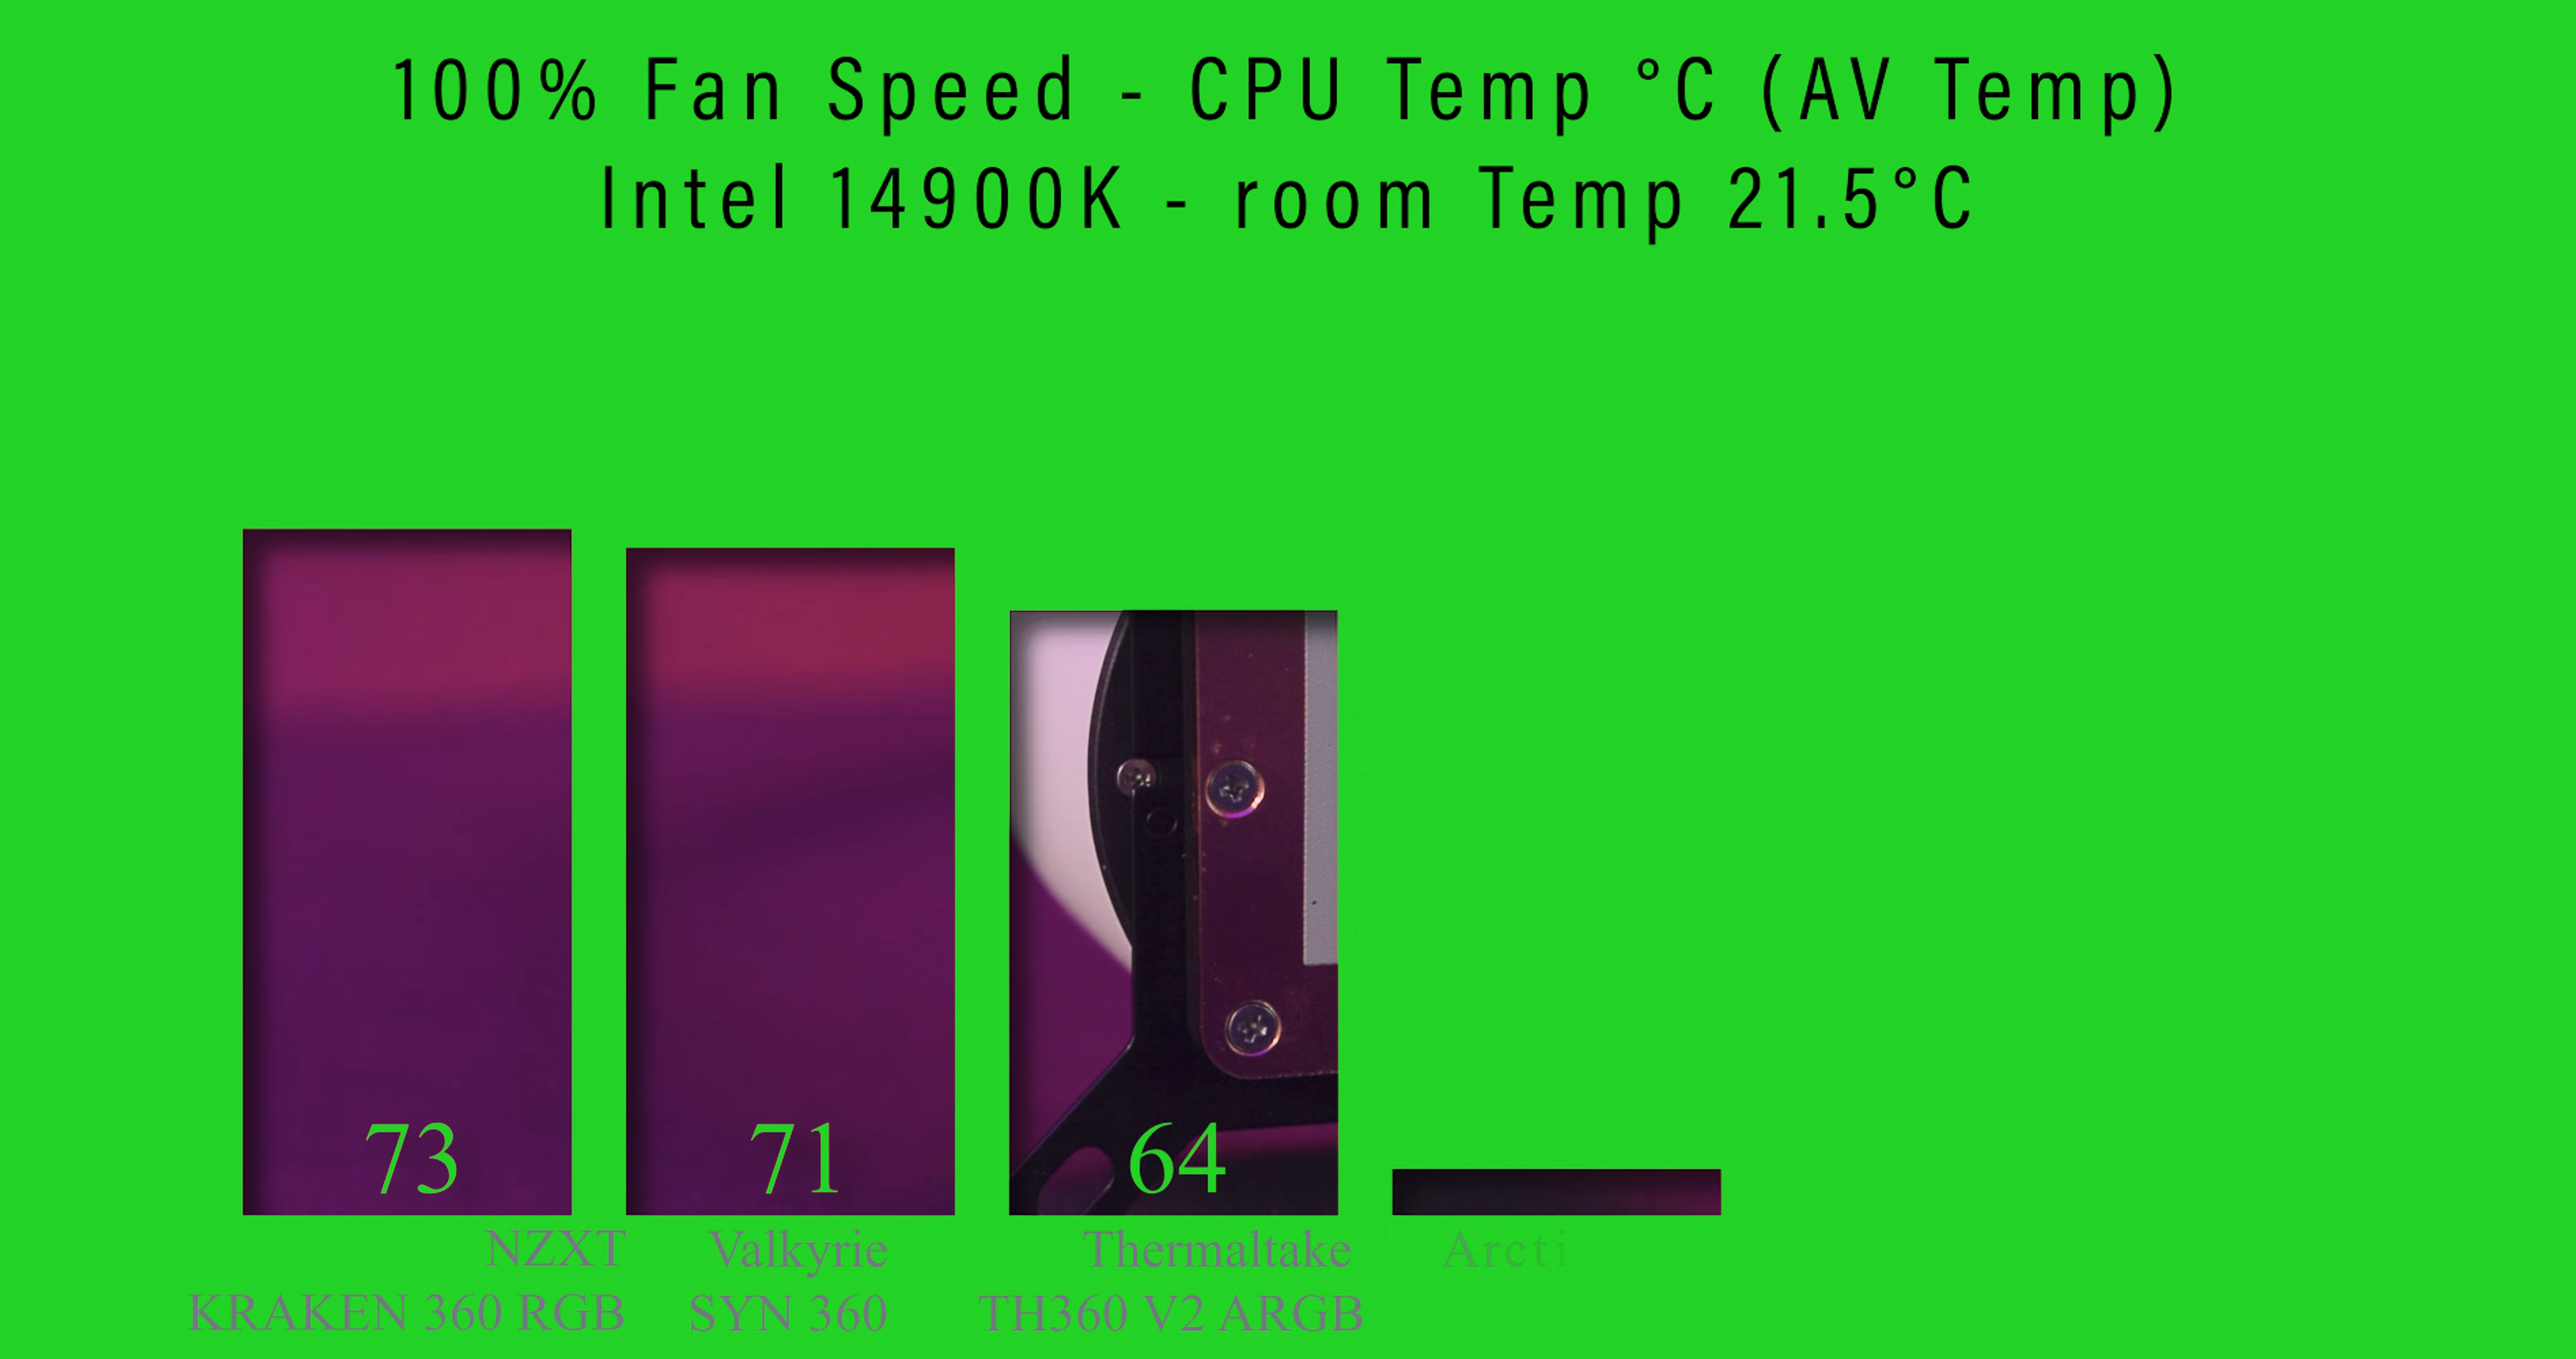 100% Fan Speed - CPU Temp °C (AV Temp)
Intel 14900K - room Temp 21.5°C
73
71
64
NZXT
KRAKEN 360 RGB
Valkyrie
SYN 360
Thermaltake
TH360 V2 ARGB
Arcti